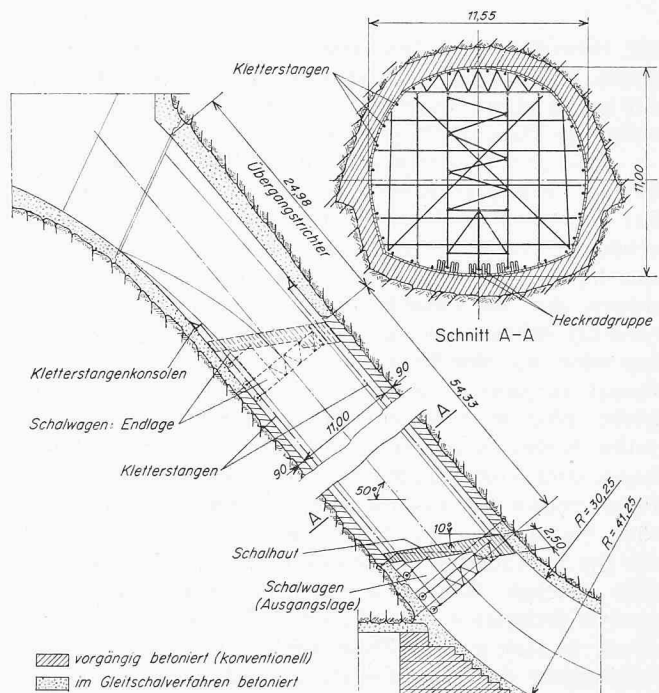 11,55
Kletterstangen
11,00
24,98
Übergangstrichter
Heckradgruppe
Schnitt A-A
Kletterstangenkonsolen
Schalwagen: Endlage
90
11,00
54,33
Kletterstangen
90
A
50°
A
R=30,25
R=41,25
10°
2,50
Schalhaut
Schalwagen
(Ausgangslage)
vorgängig betoniert (konventionell)
im Gleitschalverfahren betoniert